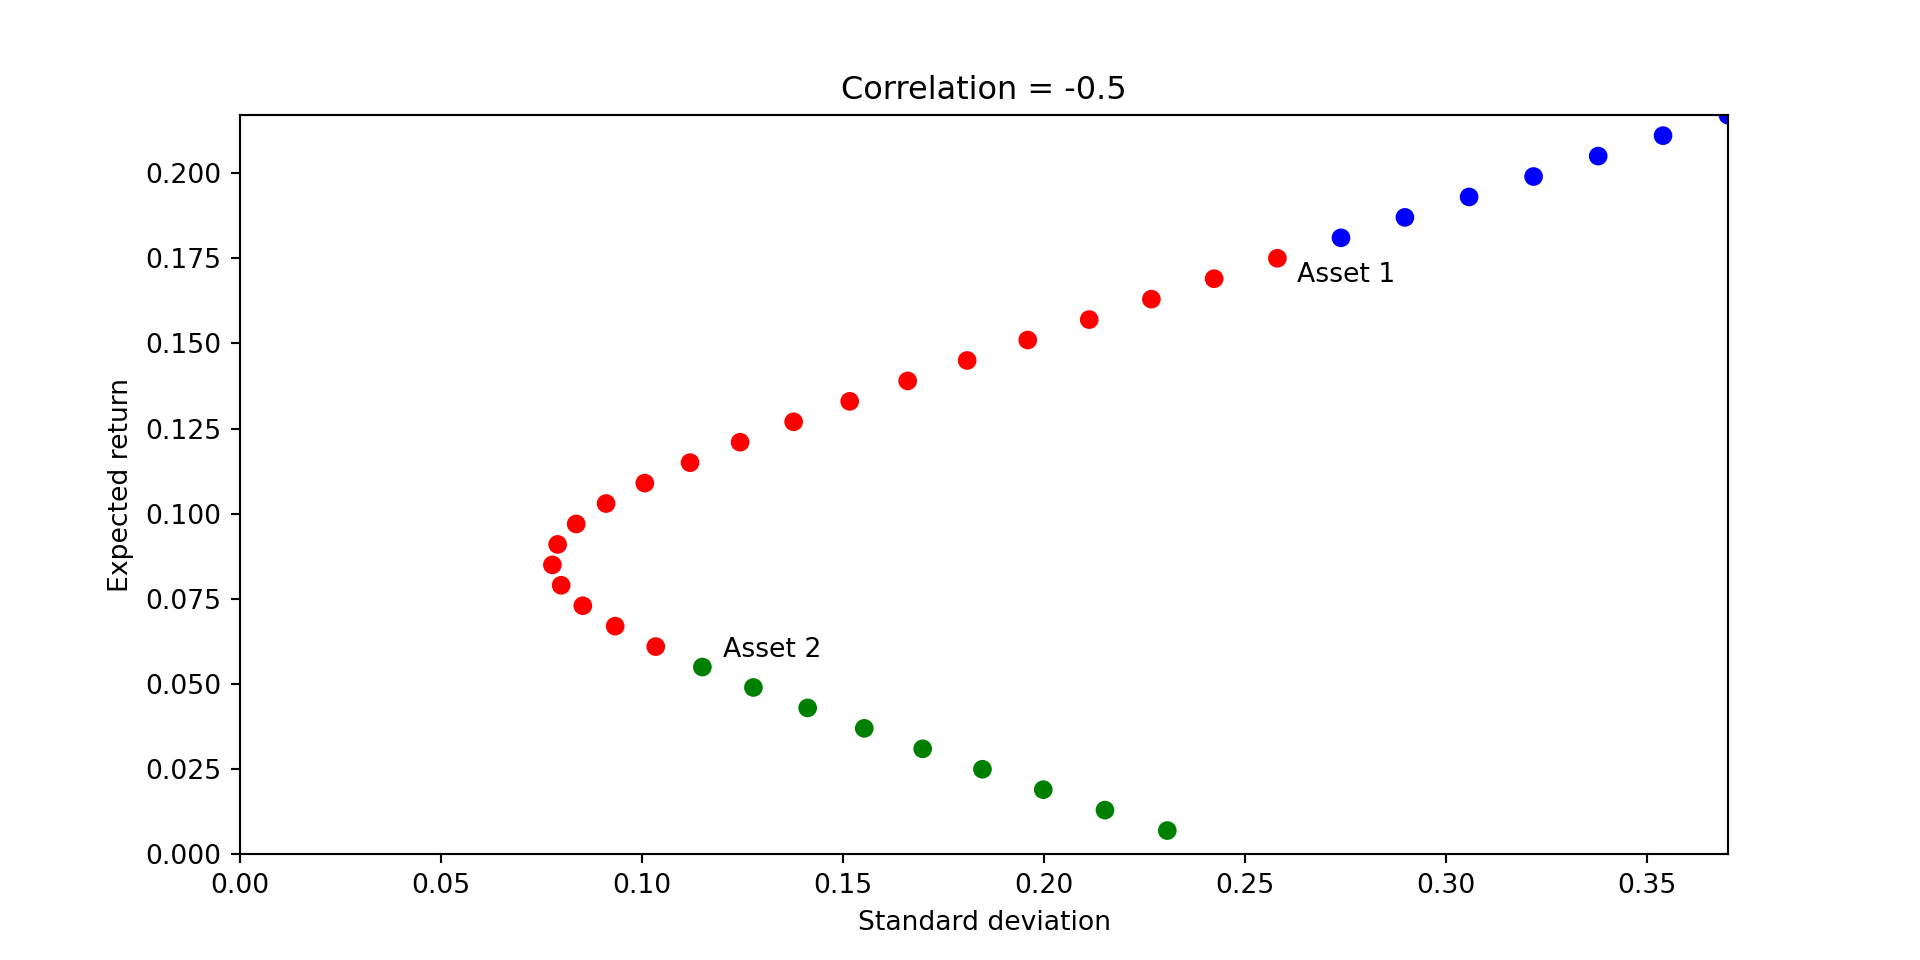 Correlation = -0.5
0.200
0.175
0.150
0.125
0.100
0.075
0.050
0.025
0.000
Expected return
Asset 1
Asset 2
0.00 0.05 0.10 0.15 0.20 0.25 0.30 0.35
Standard deviation